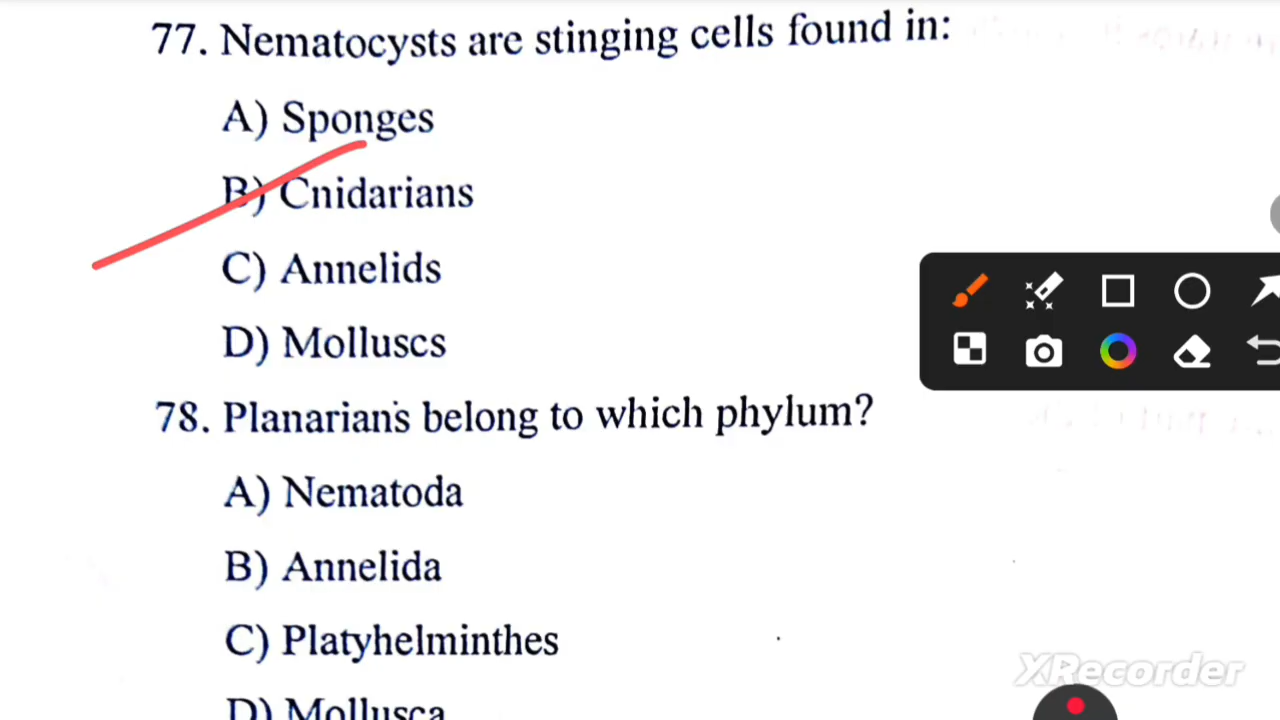 77. Nematocysts are stinging cells found in:
A) Sponges
B) Cnidarians
C) Annelids
D) Molluscs
78. Planarians belong to which phylum?
A) Nematoda
B) Annelida
C) Platyhelminthes
D) Mollusca
XRecorder